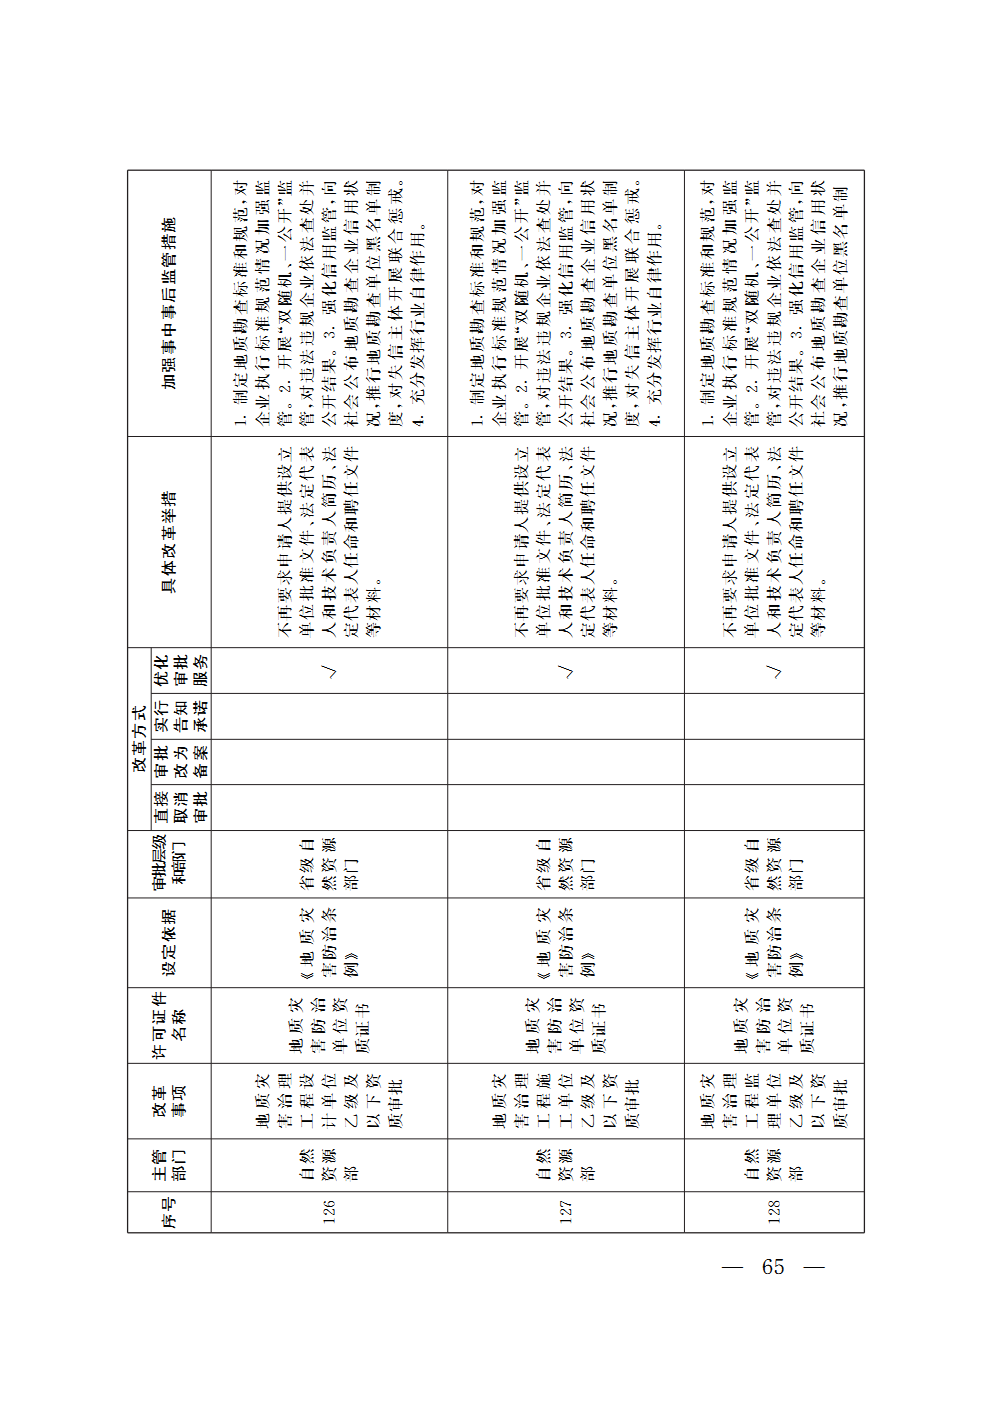 序号
主管
部门
改革
事项
许可证件
名称
设定依据
审批层级
和部门
改革方式
直接
取消
审批
审批
改为
备案
实行
告知
承诺
优化
审批
服务
具体改革举措
加强事中事后监管措施
126
自然
资源
部
地质灾
害治理
工程设
计单位
乙级及
以下资
质审批
地质灾
害防治
单位资
质证书
《地质灾
害防治条
例》
省级自
然资源
部门
√
不再要求申请人提供设立
单位批准文件、法定代表
人和技术负责人简历、法
定代表人任命和聘任文件
等材料。
1. 制定地质勘查标准和规范,对
企业执行标准规范情况加强监
管。2. 开展“双随机、一公开”监
管,对违法违规企业依法查处并
公开结果。3. 强化信用监管,向
社会公布地质勘查企业信用状
况,推行地质勘查单位黑名单制
度,对失信主体开展联合惩戒。
4. 充分发挥行业自律作用。
127
自然
资源
部
地质灾
害治理
工程施
工单位
乙级及
以下资
质审批
地质灾
害防治
单位资
质证书
《地质灾
害防治条
例》
省级自
然资源
部门
√
不再要求申请人提供设立
单位批准文件、法定代表
人和技术负责人简历、法
定代表人任命和聘任文件
等材料。
1. 制定地质勘查标准和规范,对
企业执行标准规范情况加强监
管。2. 开展“双随机、一公开”监
管,对违法违规企业依法查处并
公开结果。3. 强化信用监管,向
社会公布地质勘查企业信用状
况,推行地质勘查单位黑名单制
度,对失信主体开展联合惩戒。
4. 充分发挥行业自律作用。
128
自然
资源
部
地质灾
害治理
工程监
理单位
乙级及
以下资
质审批
地质灾
害防治
单位资
质证书
《地质灾
害防治条
例》
省级自
然资源
部门
√
不再要求申请人提供设立
单位批准文件、法定代表
人和技术负责人简历、法
定代表人任命和聘任文件
等材料。
1. 制定地质勘查标准和规范,对
企业执行标准规范情况加强监
管。2. 开展“双随机、一公开”监
管,对违法违规企业依法查处并
公开结果。3. 强化信用监管,向
社会公布地质勘查企业信用状
况,推行地质勘查单位黑名单制
— 65 —